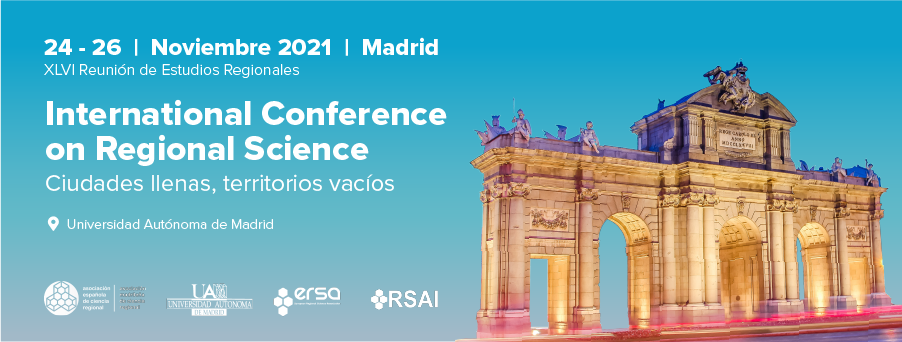 24 - 26 | Noviembre 2021 | Madrid
XLVI Reunión de Estudios Regionales
International Conference
on Regional Science
Ciudades llenas, territorios vacíos
Universidad Autónoma de Madrid
asociación
española
de ciencia
regional
UAM
UNIVERSIDAD AUTONOMA
DE MADRID
ersa
RSAI